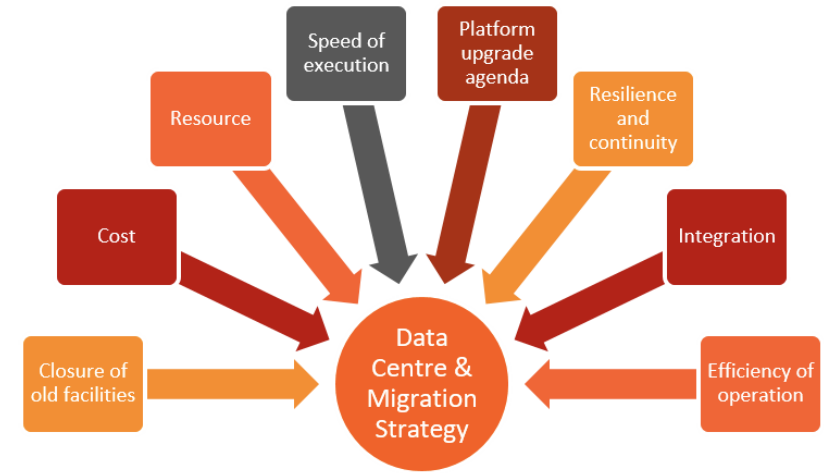 Speed of
execution
Platform
upgrade
agenda
Resource
Resilience
and
continuity
Cost
Integration
Closure of
old facilities
Data
Centre &
Migration
Strategy
Efficiency of
operation